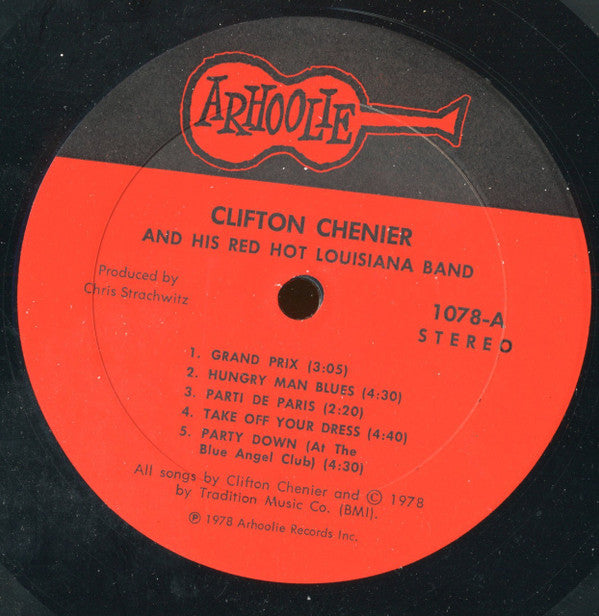 ARHOOLIE
CLIFTON CHENIER
AND HIS RED HOT LOUISIANA BAND
Produced by
Chris Strachwitz
1078-A
STEREO
1. GRAND PRIX (3:05)
2. HUNGRY MAN BLUES (4:30)
3. PARTI DE PARIS (2:20)
4. TAKE OFF YOUR DRESS (4:40)
5. PARTY DOWN (At The
Blue Angel Club) (4:30)
All songs by Clifton Chenier and © 1978
by Tradition Music Co. (BMI).
℗ 1978 Arhoolie Records Inc.